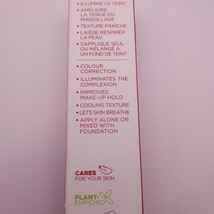 • ILLUMINE LE TEINT
• AMÉLIORE
LA TENUE DU
MAQUILLAGE
• TEXTURE FRAÎCHE
• LAISSE RESPIRER
LA PEAU
• S'APPLIQUE SEUL
OU MÉLANGÉ À
UN FOND DE TEINT
• COLOUR
CORRECTION
• ILLUMINATES THE
COMPLEXION
• IMPROVES
MAKE-UP HOLD
• COOLING TEXTURE
• LETS SKIN BREATHE
• APPLY ALONE OR
MIXED WITH
FOUNDATION
CARES
FOR YOUR SKIN.
PLANT
ENRICHED